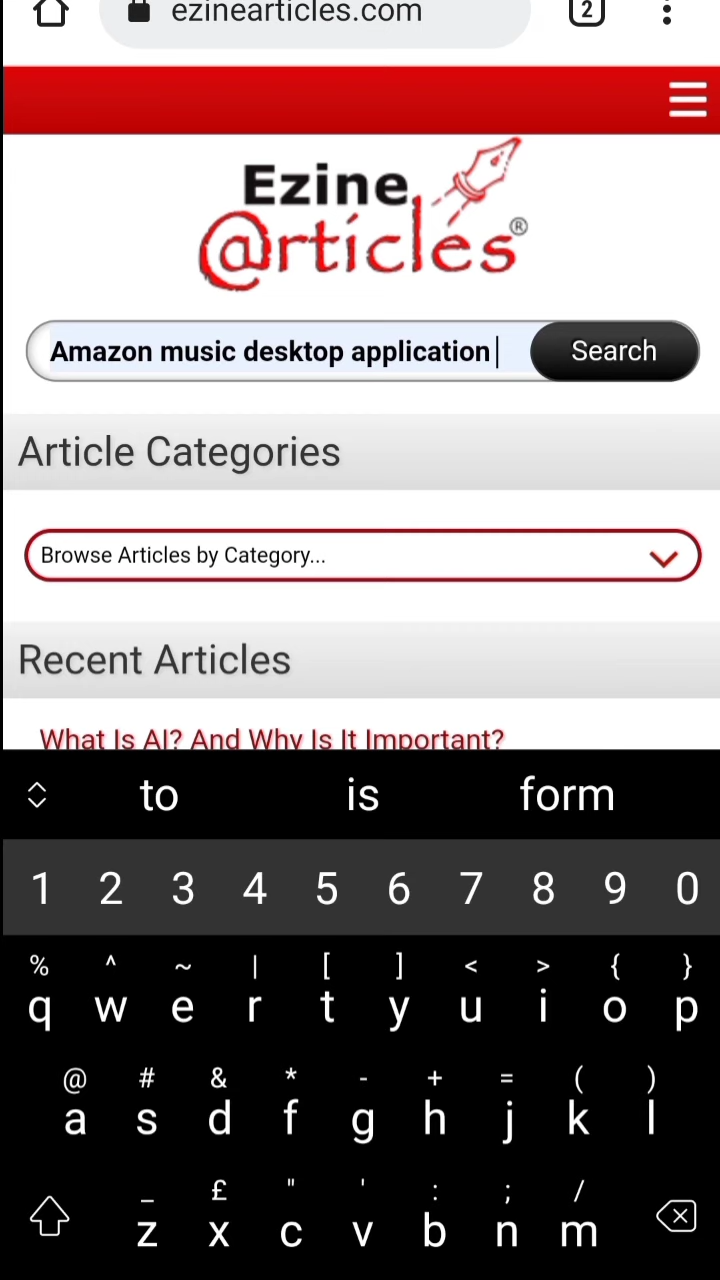 ezinearticles.com
2
Ezine
@rticles®
Amazon music desktop application
Search
Article Categories
Browse Articles by Category...
Recent Articles
What Is AI? And Why Is It Important?
to is form
1 2 3 4 5 6 7 8 9 0
% ^ ~ | [ ] < > { }
q w e r t y u i o p
@ # & * - + = ( )
a s d f g h j k l
_ £ " ' : ; /
z x c v b n m